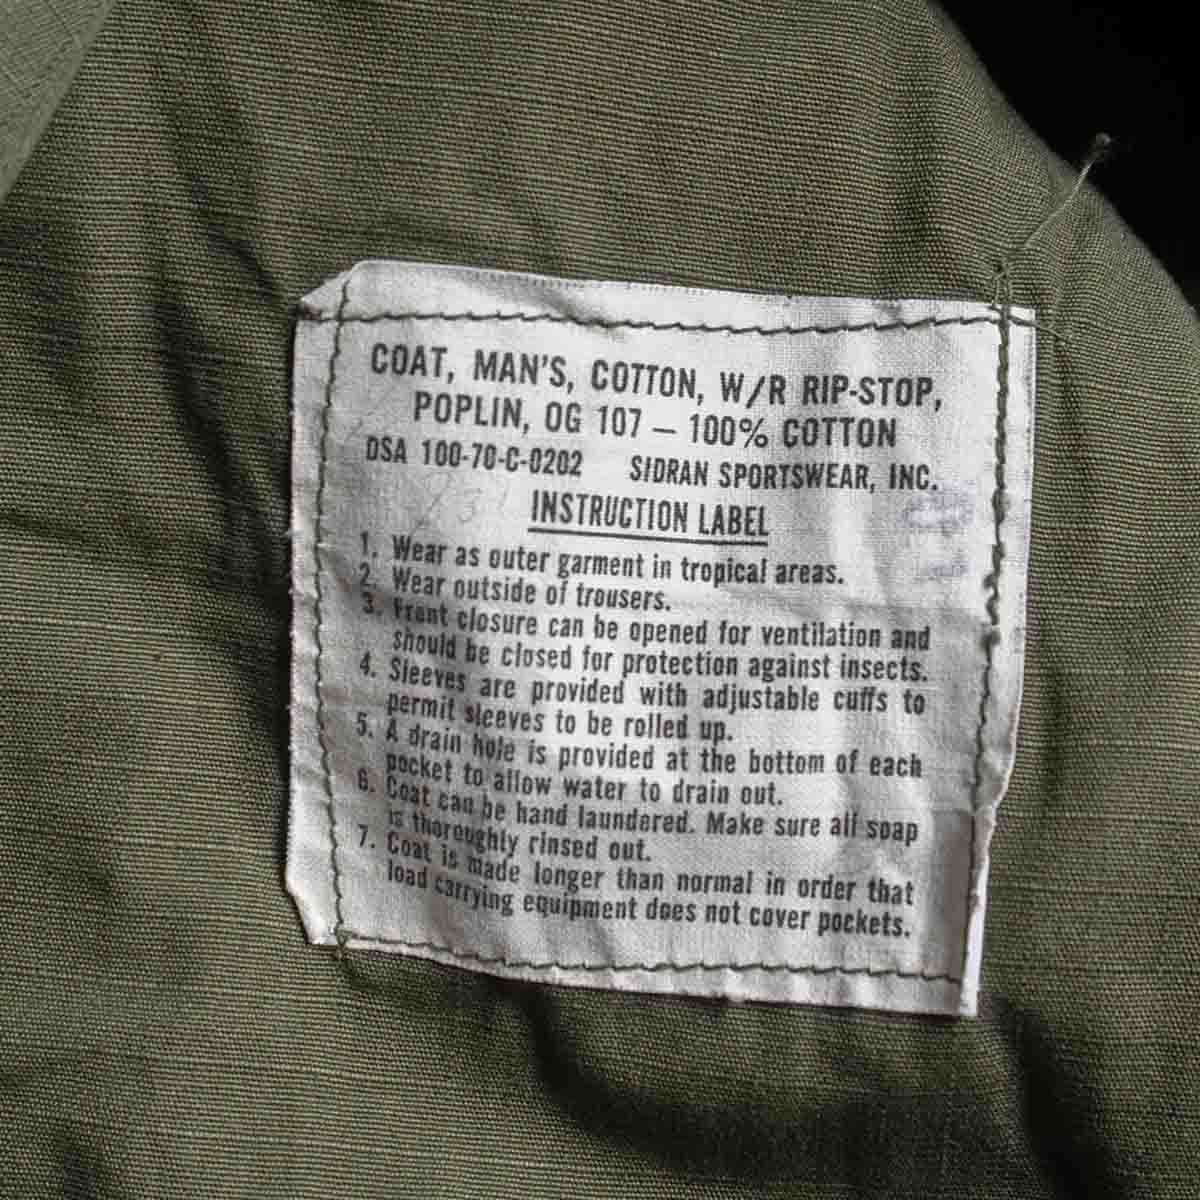 COAT, MAN'S, COTTON, W/R RIP-STOP,
POPLIN, OG 107 — 100% COTTON
DSA 100-70-C-0202 SIDRAN SPORTSWEAR, INC.
INSTRUCTION LABEL
1. Wear as outer garment in tropical areas.
2. Wear outside of trousers.
3. Front closure can be opened for ventilation and
should be closed for protection against insects.
4. Sleeves are provided with adjustable cuffs to
permit sleeves to be rolled up.
5. A drain hole is provided at the bottom of each
pocket to allow water to drain out.
6. Coat can be hand laundered. Make sure all soap
is thoroughly rinsed out.
7. Coat is made longer than normal in order that
load carrying equipment does not cover pockets.